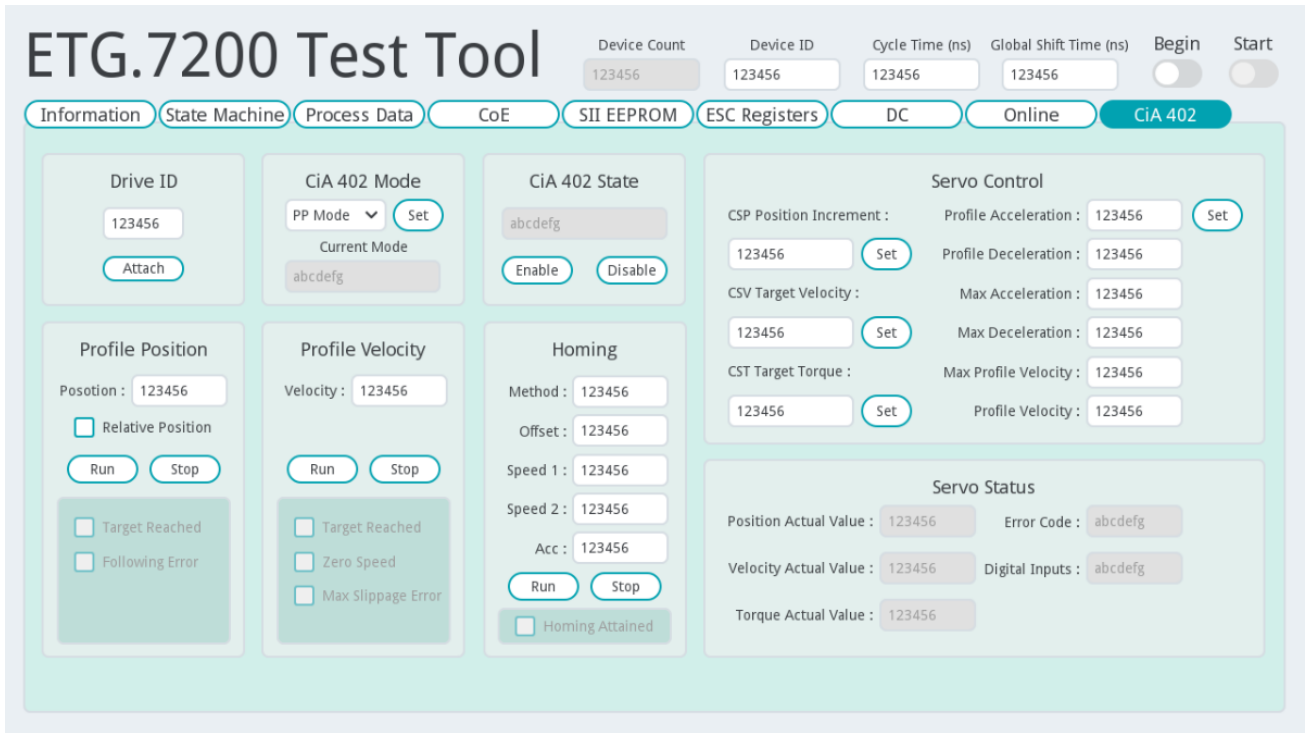 ETG.7200 Test Tool
Device Count
Device ID
Cycle Time (ns)
Global Shift Time (ns)
Begin
Start
123456
123456
123456
123456
Information
State Machine
Process Data
CoE
SII EEPROM
ESC Registers
DC
Online
CiA 402
Drive ID
123456
Attach
CiA 402 Mode
PP Mode
Set
Current Mode
abcdefg
CiA 402 State
abcdefg
Enable
Disable
Servo Control
CSP Position Increment :
123456
Set
CSV Target Velocity :
123456
Set
CST Target Torque :
123456
Set
Profile Acceleration : 123456
Set
Profile Deceleration : 123456
Max Acceleration : 123456
Max Deceleration : 123456
Max Profile Velocity : 123456
Profile Velocity : 123456
Profile Position
Posotion : 123456
Relative Position
Run
Stop
Target Reached
Following Error
Profile Velocity
Velocity : 123456
Run
Stop
Target Reached
Zero Speed
Max Slippage Error
Homing
Method : 123456
Offset : 123456
Speed 1 : 123456
Speed 2 : 123456
Acc : 123456
Run
Stop
Homing Attained
Servo Status
Position Actual Value : 123456
Error Code : abcdefg
Velocity Actual Value : 123456
Digital Inputs : abcdefg
Torque Actual Value : 123456